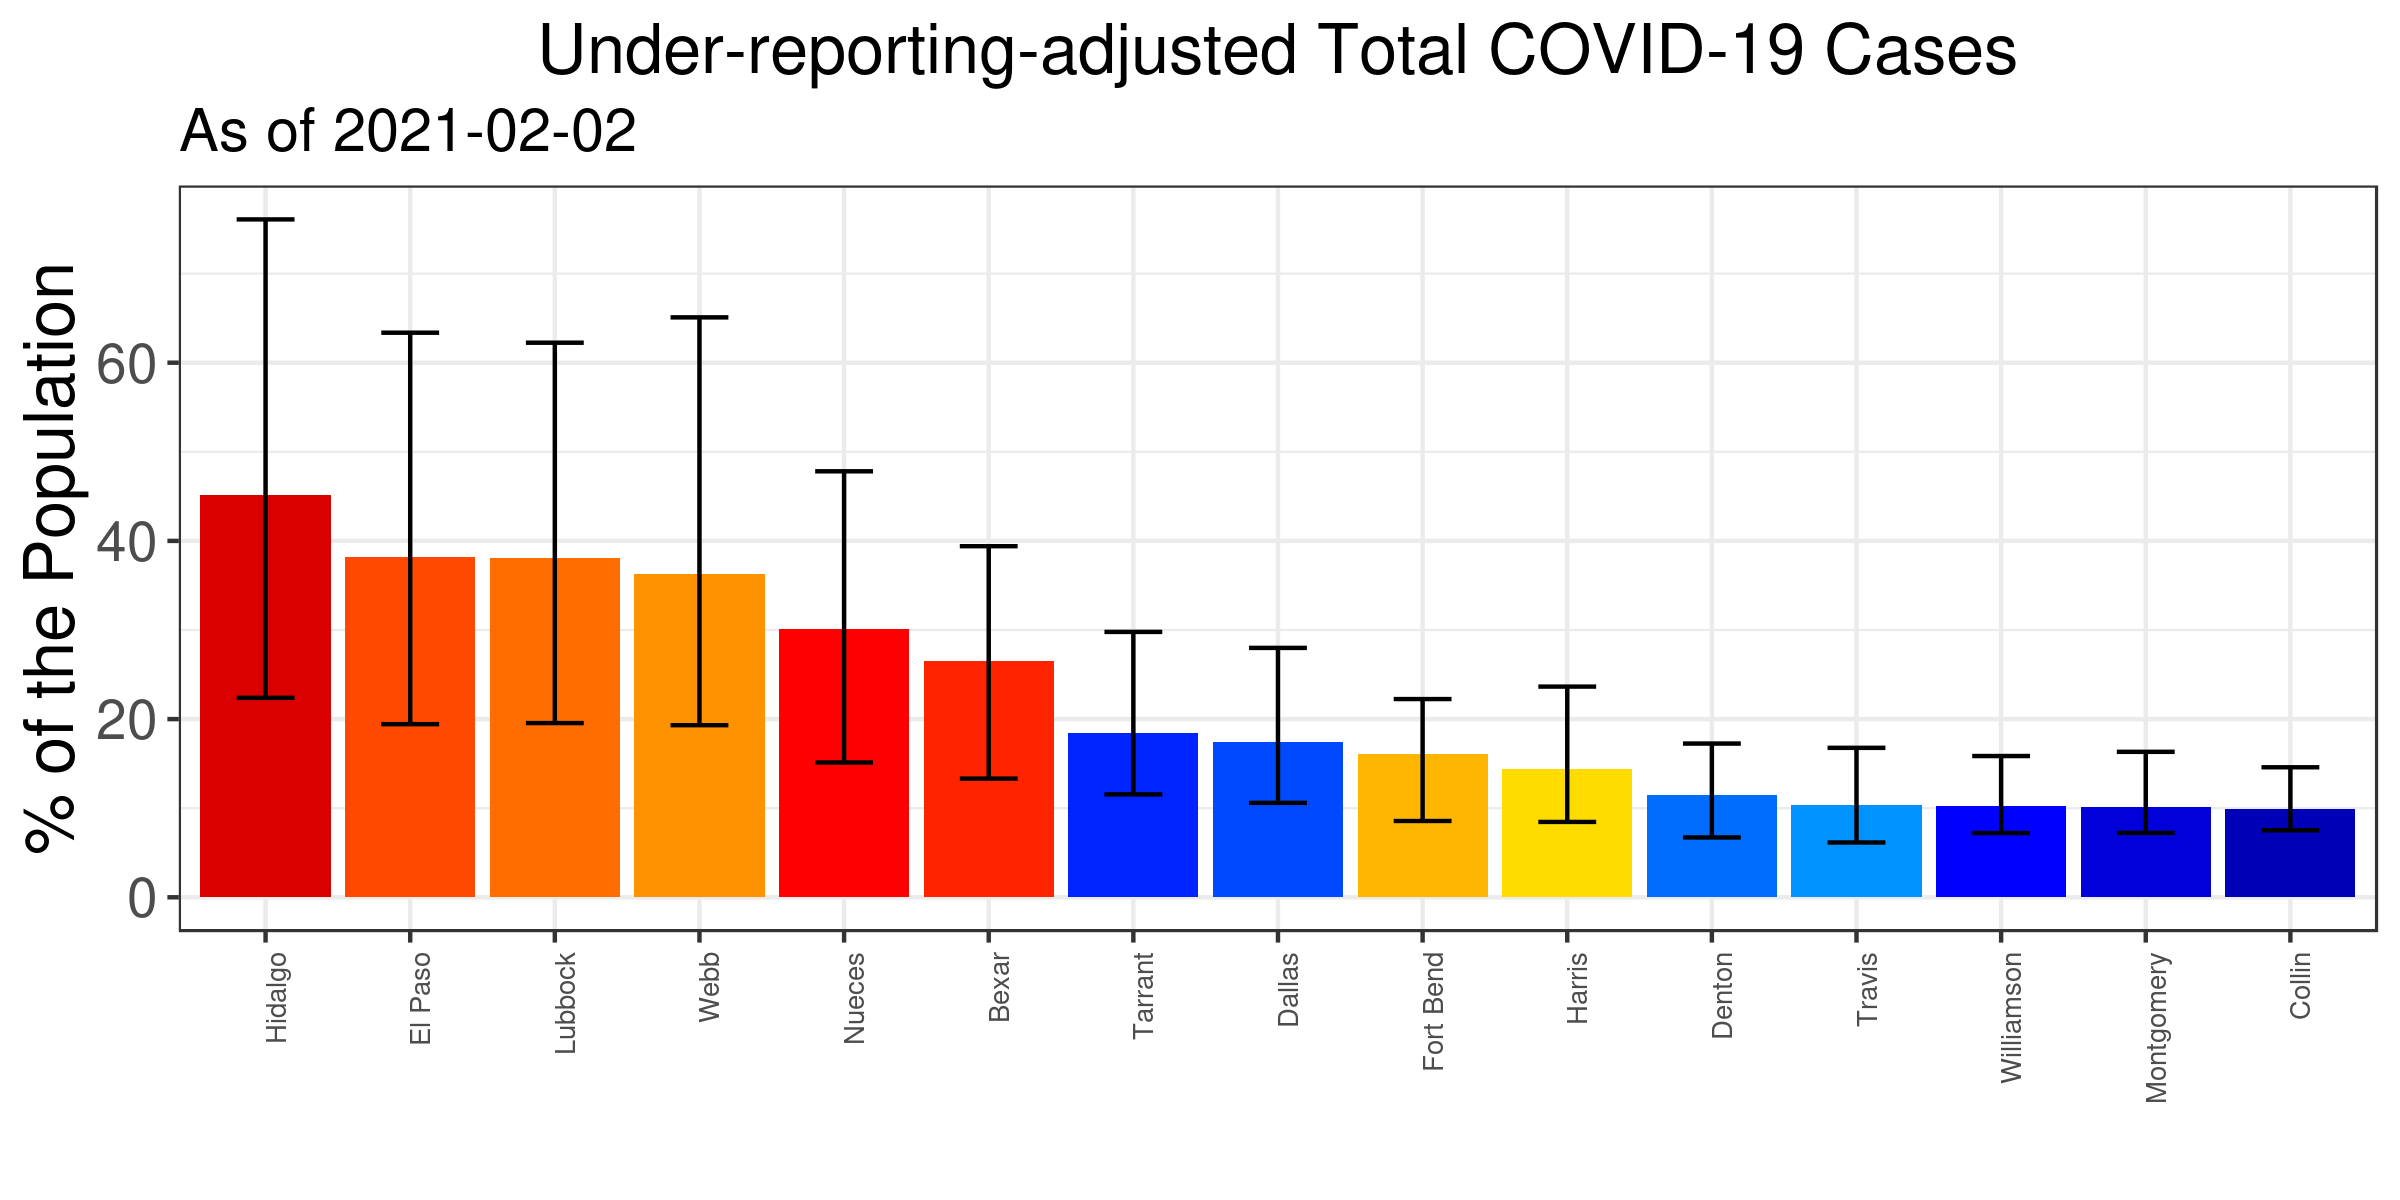 Under-reporting-adjusted Total COVID-19 Cases
As of 2021-02-02
% of the Population
60
40
20
0
Hidalgo
El Paso
Lubbock
Webb
Nueces
Bexar
Tarrant
Dallas
Fort Bend
Harris
Denton
Travis
Williamson
Montgomery
Collin